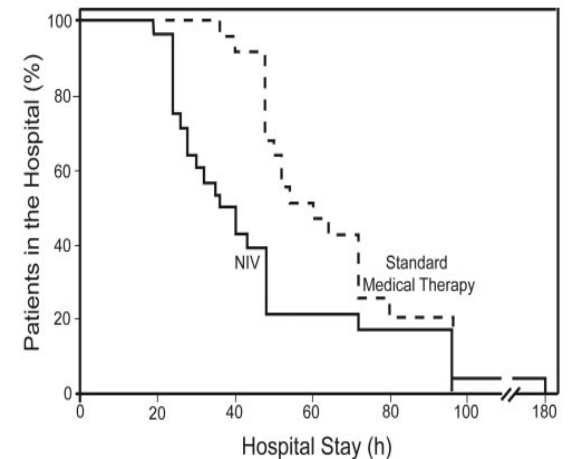 Patients in the Hospital (%)
100
80
60
40
20
0
NIV
Standard
Medical Therapy
0 20 40 60 80 100 180
Hospital Stay (h)